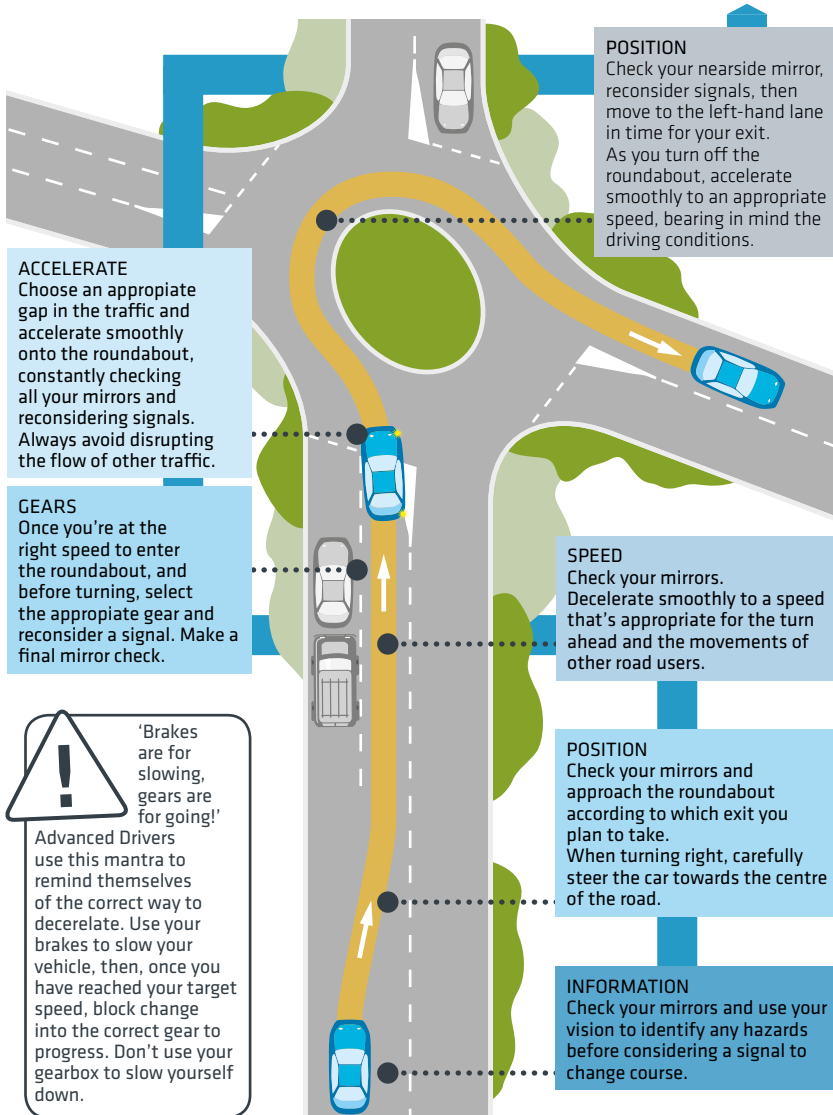 POSITION
Check your nearside mirror,
reconsider signals, then
move to the left-hand lane
in time for your exit.
As you turn off the
roundabout, accelerate
smoothly to an appropriate
speed, bearing in mind the
driving conditions.
ACCELERATE
Choose an appropiate
gap in the traffic and
accelerate smoothly
onto the roundabout,
constantly checking
all your mirrors and
reconsidering signals.
Always avoid disrupting
the flow of other traffic.
GEARS
Once you're at the
right speed to enter
the roundabout, and
before turning, select
the appropiate gear and
reconsider a signal. Make a
final mirror check.
SPEED
Check your mirrors.
Decelerate smoothly to a speed
that's appropriate for the turn
ahead and the movements of
other road users.
POSITION
Check your mirrors and
approach the roundabout
according to which exit you
plan to take.
When turning right, carefully
steer the car towards the centre
of the road.
INFORMATION
Check your mirrors and use your
vision to identify any hazards
before considering a signal to
change course.
!
'Brakes
are for
slowing,
gears are
for going!'
Advanced Drivers
use this mantra to
remind themselves
of the correct way to
decerelate. Use your
brakes to slow your
vehicle, then, once you
have reached your target
speed, block change
into the correct gear to
progress. Don't use your
gearbox to slow yourself
down.